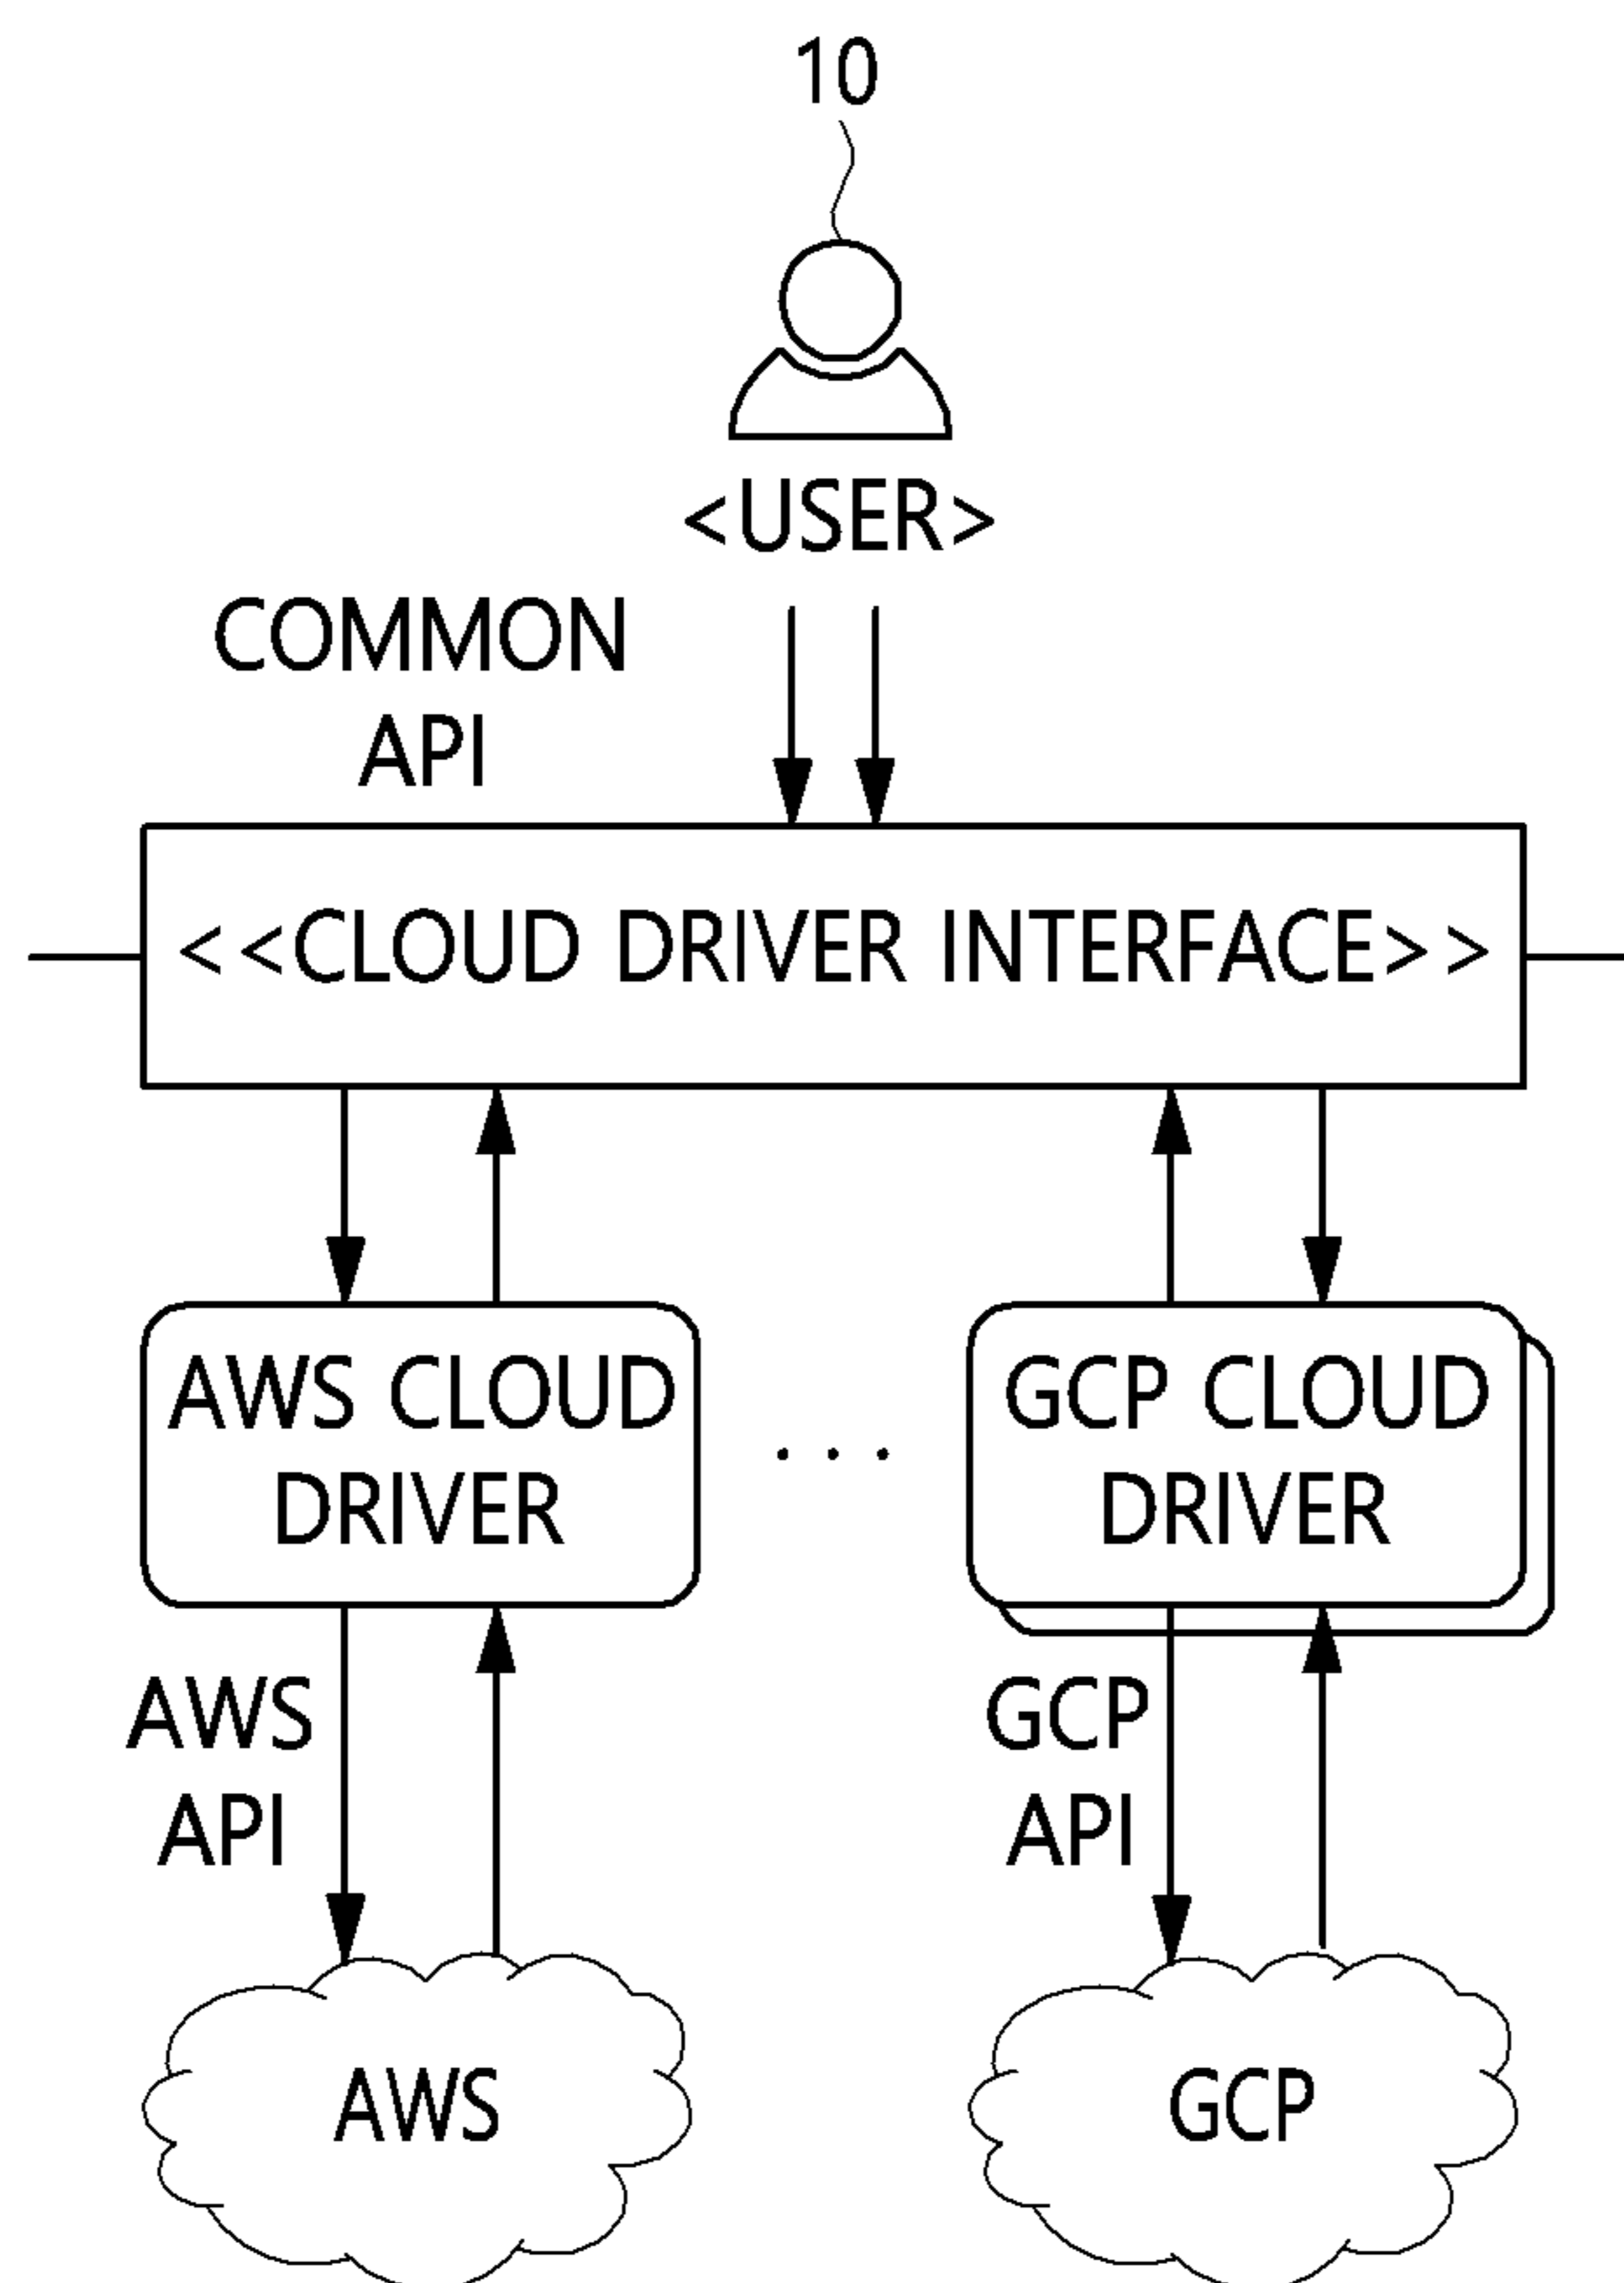 10
<USER>
COMMON
API
<<CLOUD DRIVER INTERFACE>>
AWS CLOUD
DRIVER
. . .
GCP CLOUD
DRIVER
AWS
API
GCP
API
AWS
GCP